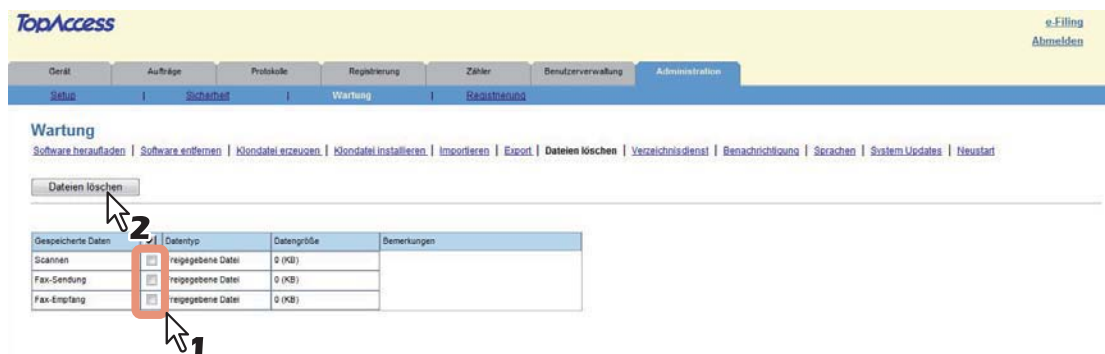 TopAccess
e-Filing
Abmelden
Gerät Aufträge Protokolle Registrierung Zähler Benutzerverwaltung Administration
Setup | Sicherheit | Wartung | Registrierung
Wartung
Software heraufladen | Software entfernen | Klondatei erzeugen | Klondatei installieren | Importieren | Export | Dateien löschen | Verzeichnisdienst | Benachrichtigung | Sprachen | System Updates | Neustart
Dateien löschen
2
Gespeicherte Daten Datentyp Datengröße Bemerkungen
Scannen reigegebene Datei 0 (KB)
Fax-Sendung reigegebene Datei 0 (KB)
Fax-Empfang reigegebene Datei 0 (KB)
1